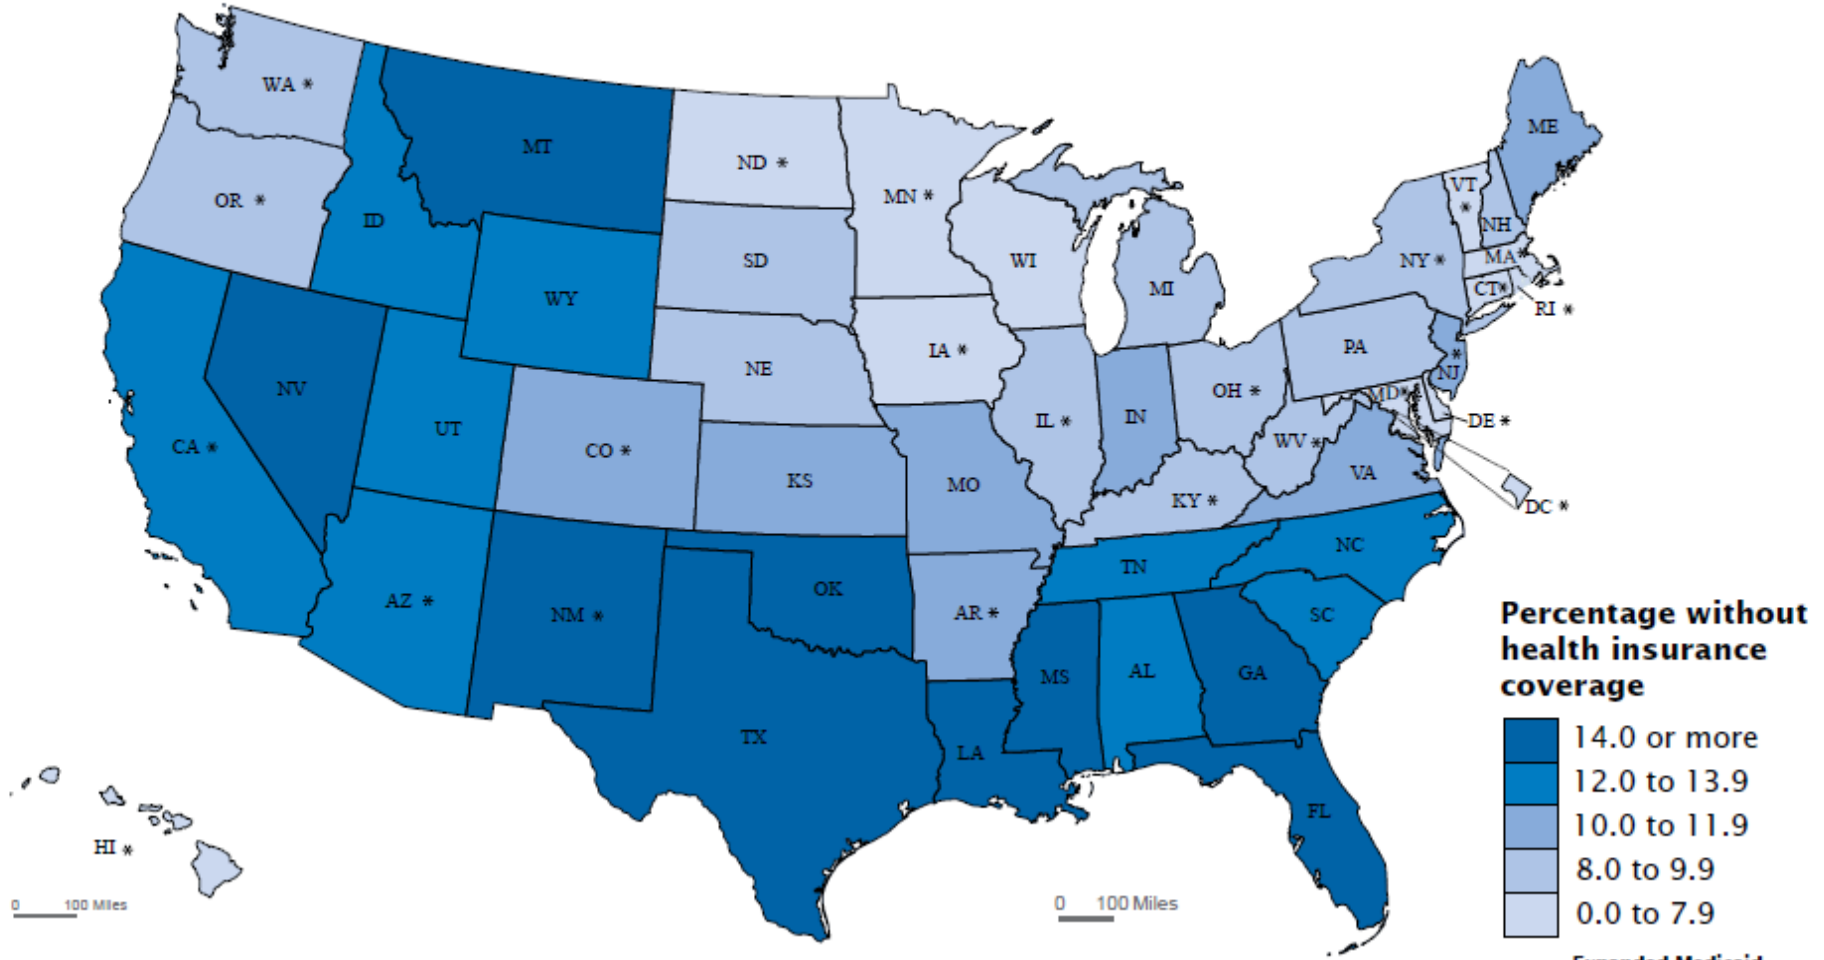 WA *
MT
ND *
MN *
ME
VT
*
NH
OR *
ID
SD
WI
MI
NY *
MA *
CT*
RI *
WY
NE
IA *
PA
*
NJ
NV
UT
CO *
KS
MO
IL *
IN
OH *
MD*
DE *
WV *
VA
KY *
DC *
CA *
AZ *
NM *
OK
AR *
TN
NC
SC
MS
AL
GA
TX
LA
FL
HI *
0 100 Miles
0 100 Miles
Percentage without
health insurance
coverage
14.0 or more
12.0 to 13.9
10.0 to 11.9
8.0 to 9.9
0.0 to 7.9
Expanded Medicaid